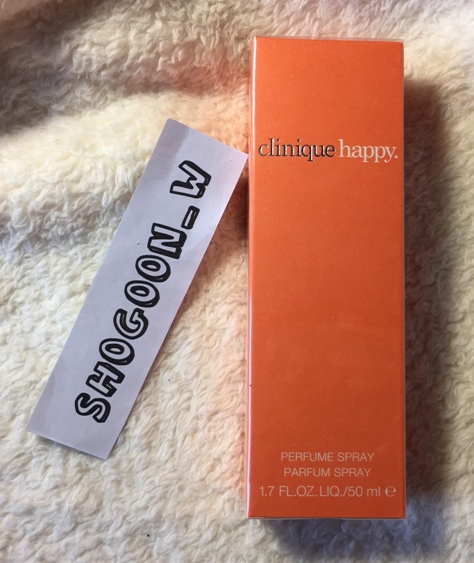 SHOGOON_W
clinique happy.
PERFUME SPRAY
PARFUM SPRAY
1.7 FL.OZ.LIQ./50 ml ℮